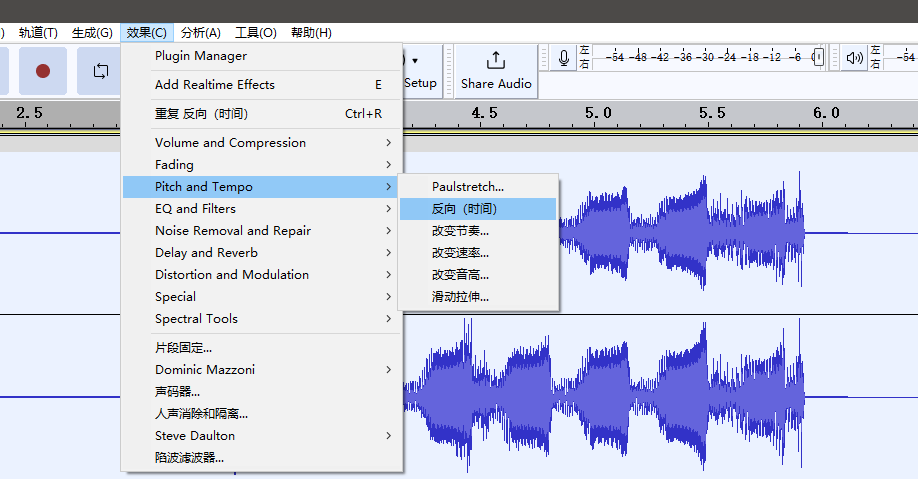 ) 轨道(T) 生成(G) 效果(C) 分析(A) 工具(O) 帮助(H)
Setup
Share Audio
左
右
-54 -48 -42 -36 -30 -24 -18 -12 -6 0
左
右
-54
2.5 4.5 5.0 5.5 6.0
Plugin Manager
Add Realtime Effects E
重复 反向（时间） Ctrl+R
Volume and Compression
Fading
Pitch and Tempo
EQ and Filters
Noise Removal and Repair
Delay and Reverb
Distortion and Modulation
Special
Spectral Tools
片段固定...
Dominic Mazzoni
声码器...
人声消除和隔离...
Steve Daulton
陷波滤波器...
Paulstretch...
反向（时间）
改变节奏...
改变速率...
改变音高...
滑动拉伸...